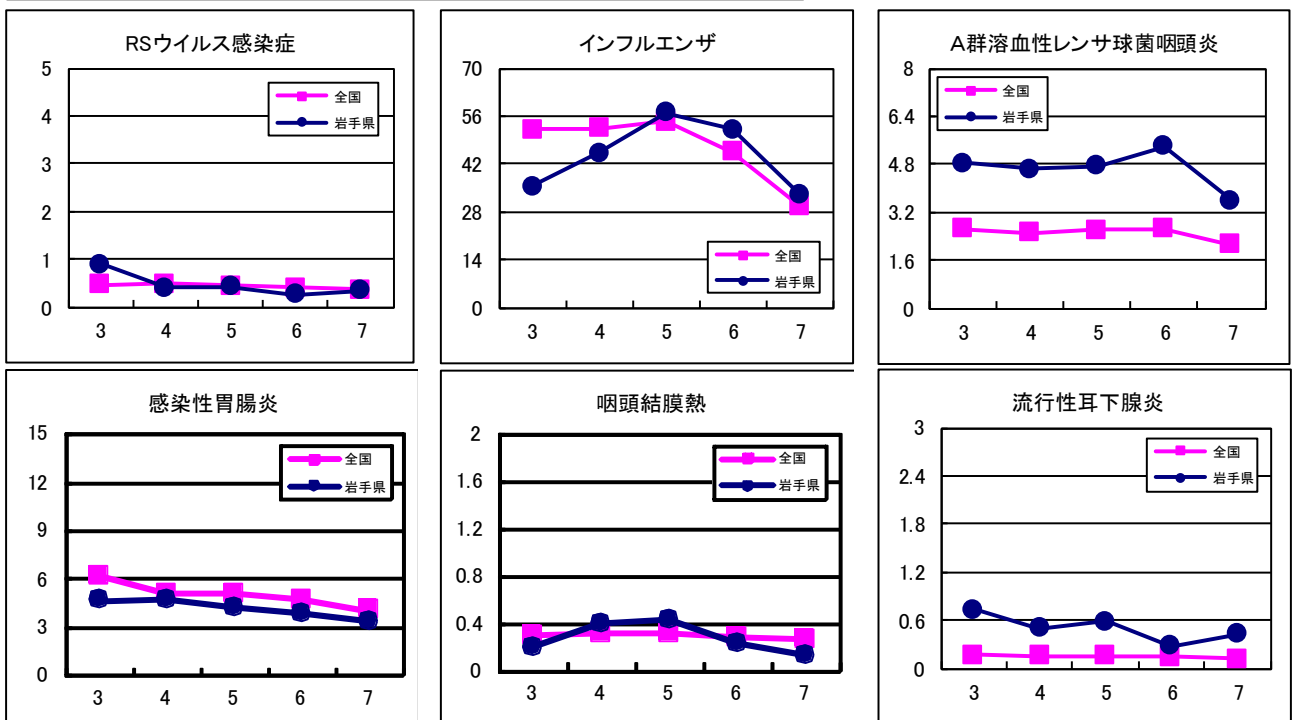 RSウイルス感染症
5
4
3
2
1
0
3 4 5 6 7
全国
岩手県
インフルエンザ
70
56
42
28
14
0
3 4 5 6 7
全国
岩手県
A群溶血性レンサ球菌咽頭炎
8
6.4
4.8
3.2
1.6
0
3 4 5 6 7
全国
岩手県
感染性胃腸炎
15
12
9
6
3
0
3 4 5 6 7
全国
岩手県
咽頭結膜熱
2
1.6
1.2
0.8
0.4
0
3 4 5 6 7
全国
岩手県
流行性耳下腺炎
3
2.4
1.8
1.2
0.6
0
3 4 5 6 7
全国
岩手県